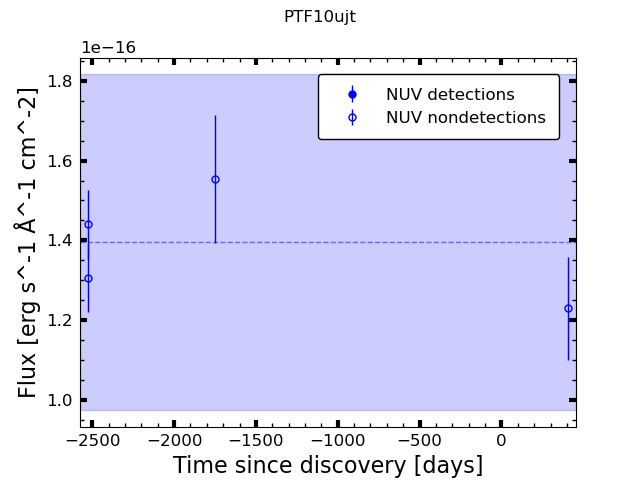 PTF10ujt
1e−16
NUV detections
NUV nondetections
1.8
1.6
1.4
1.2
1.0
Flux [erg s^-1 Å^-1 cm^-2]
−2500 −2000 −1500 −1000 −500 0
Time since discovery [days]